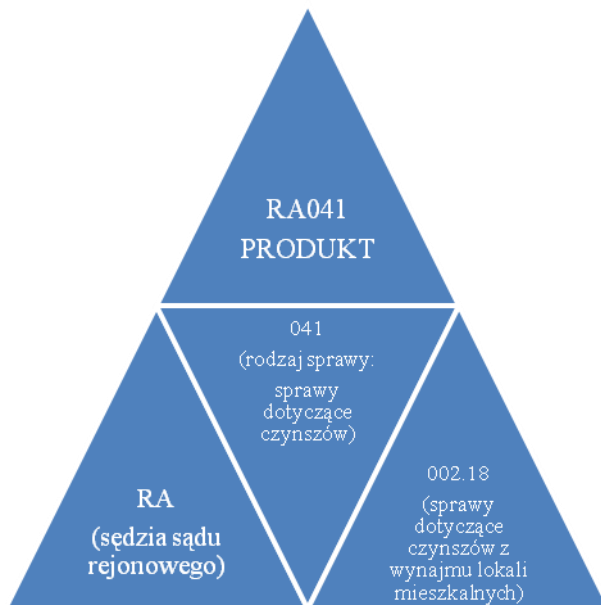 RA041
PRODUKT
041
(rodzaj sprawy:
sprawy
dotyczące
czynszów)
RA
(sędzia sądu
rejonowego)
002.18
(sprawy
dotyczące
czynszów z
wynajmu lokali
mieszkalnych)